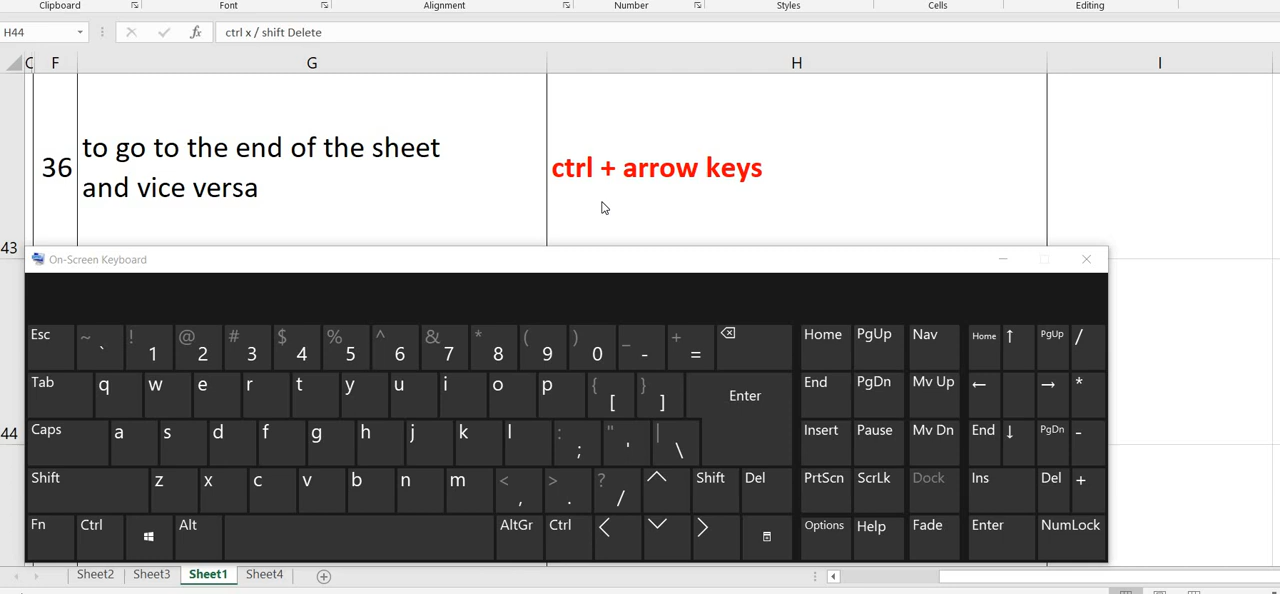 Clipboard Font Alignment Number Styles Cells Editing
H44 fx ctrl x / shift Delete
C F G H I
36 to go to the end of the sheet ctrl + arrow keys
and vice versa
43
On-Screen Keyboard
Esc ~ ` ! 1 @ 2 # 3 $ 4 % 5 ^ 6 & 7 * 8 ( 9 ) 0 _ - + = Home PgUp Nav Home ↑ PgUp /
Tab q w e r t y u i o p { [ } ] Enter End PgDn Mv Up ← → *
44 Caps a s d f g h j k l : ; " ' | \ Insert Pause Mv Dn End ↓ PgDn -
Shift z x c v b n m < , > . ? / Shift Del PrtScn ScrLk Dock Ins Del +
Fn Ctrl Alt AltGr Ctrl Options Help Fade Enter NumLock
Sheet2 Sheet3 Sheet1 Sheet4